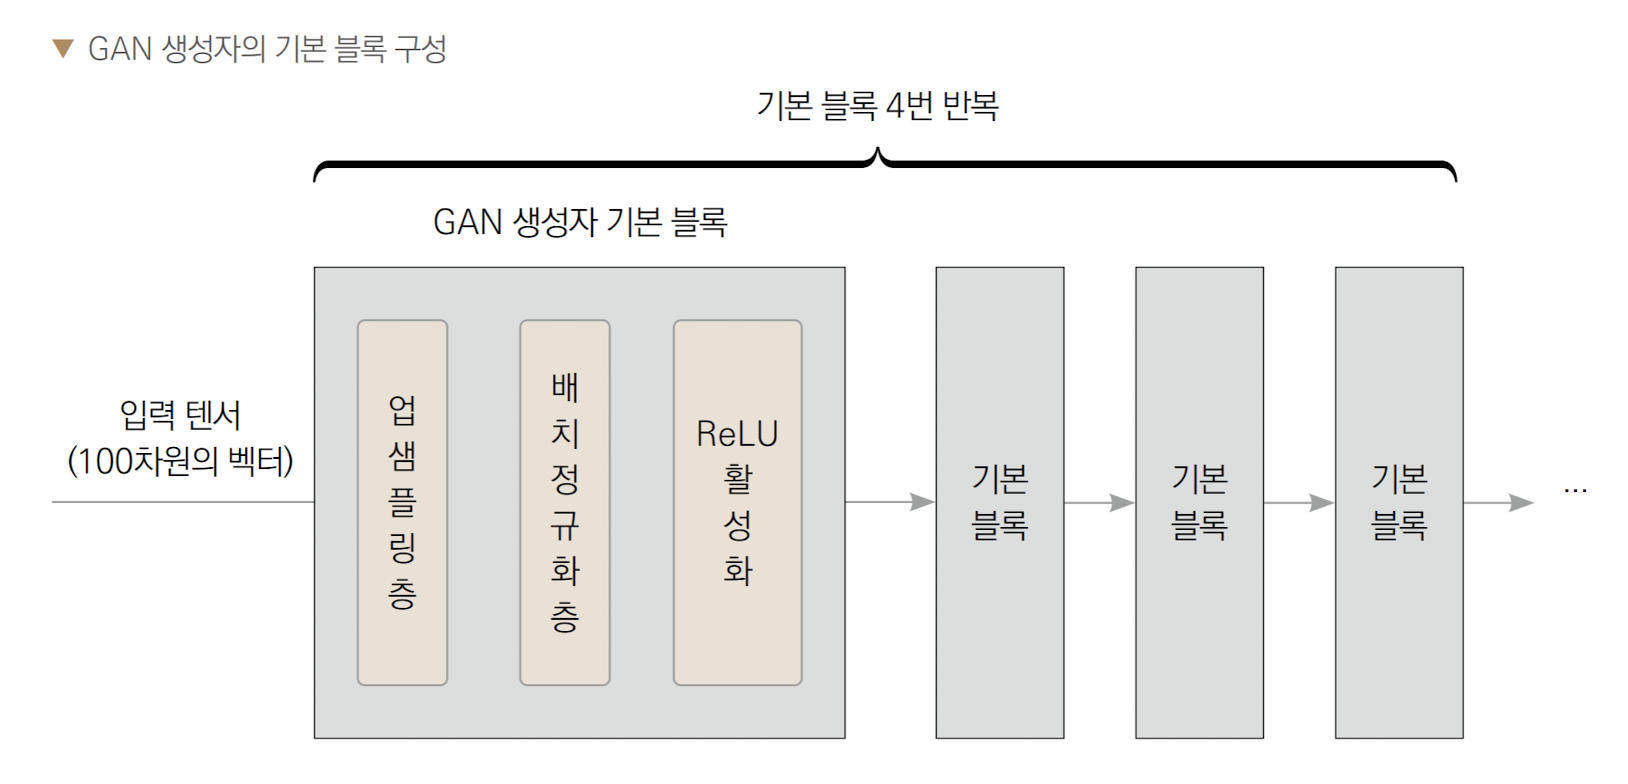 ▼ GAN 생성자의 기본 블록 구성
기본 블록 4번 반복
GAN 생성자 기본 블록
입력 텐서
(100차원의 벡터)
업샘플링층
배치정규화층
ReLU
활성화
기본
블록
기본
블록
기본
블록
...